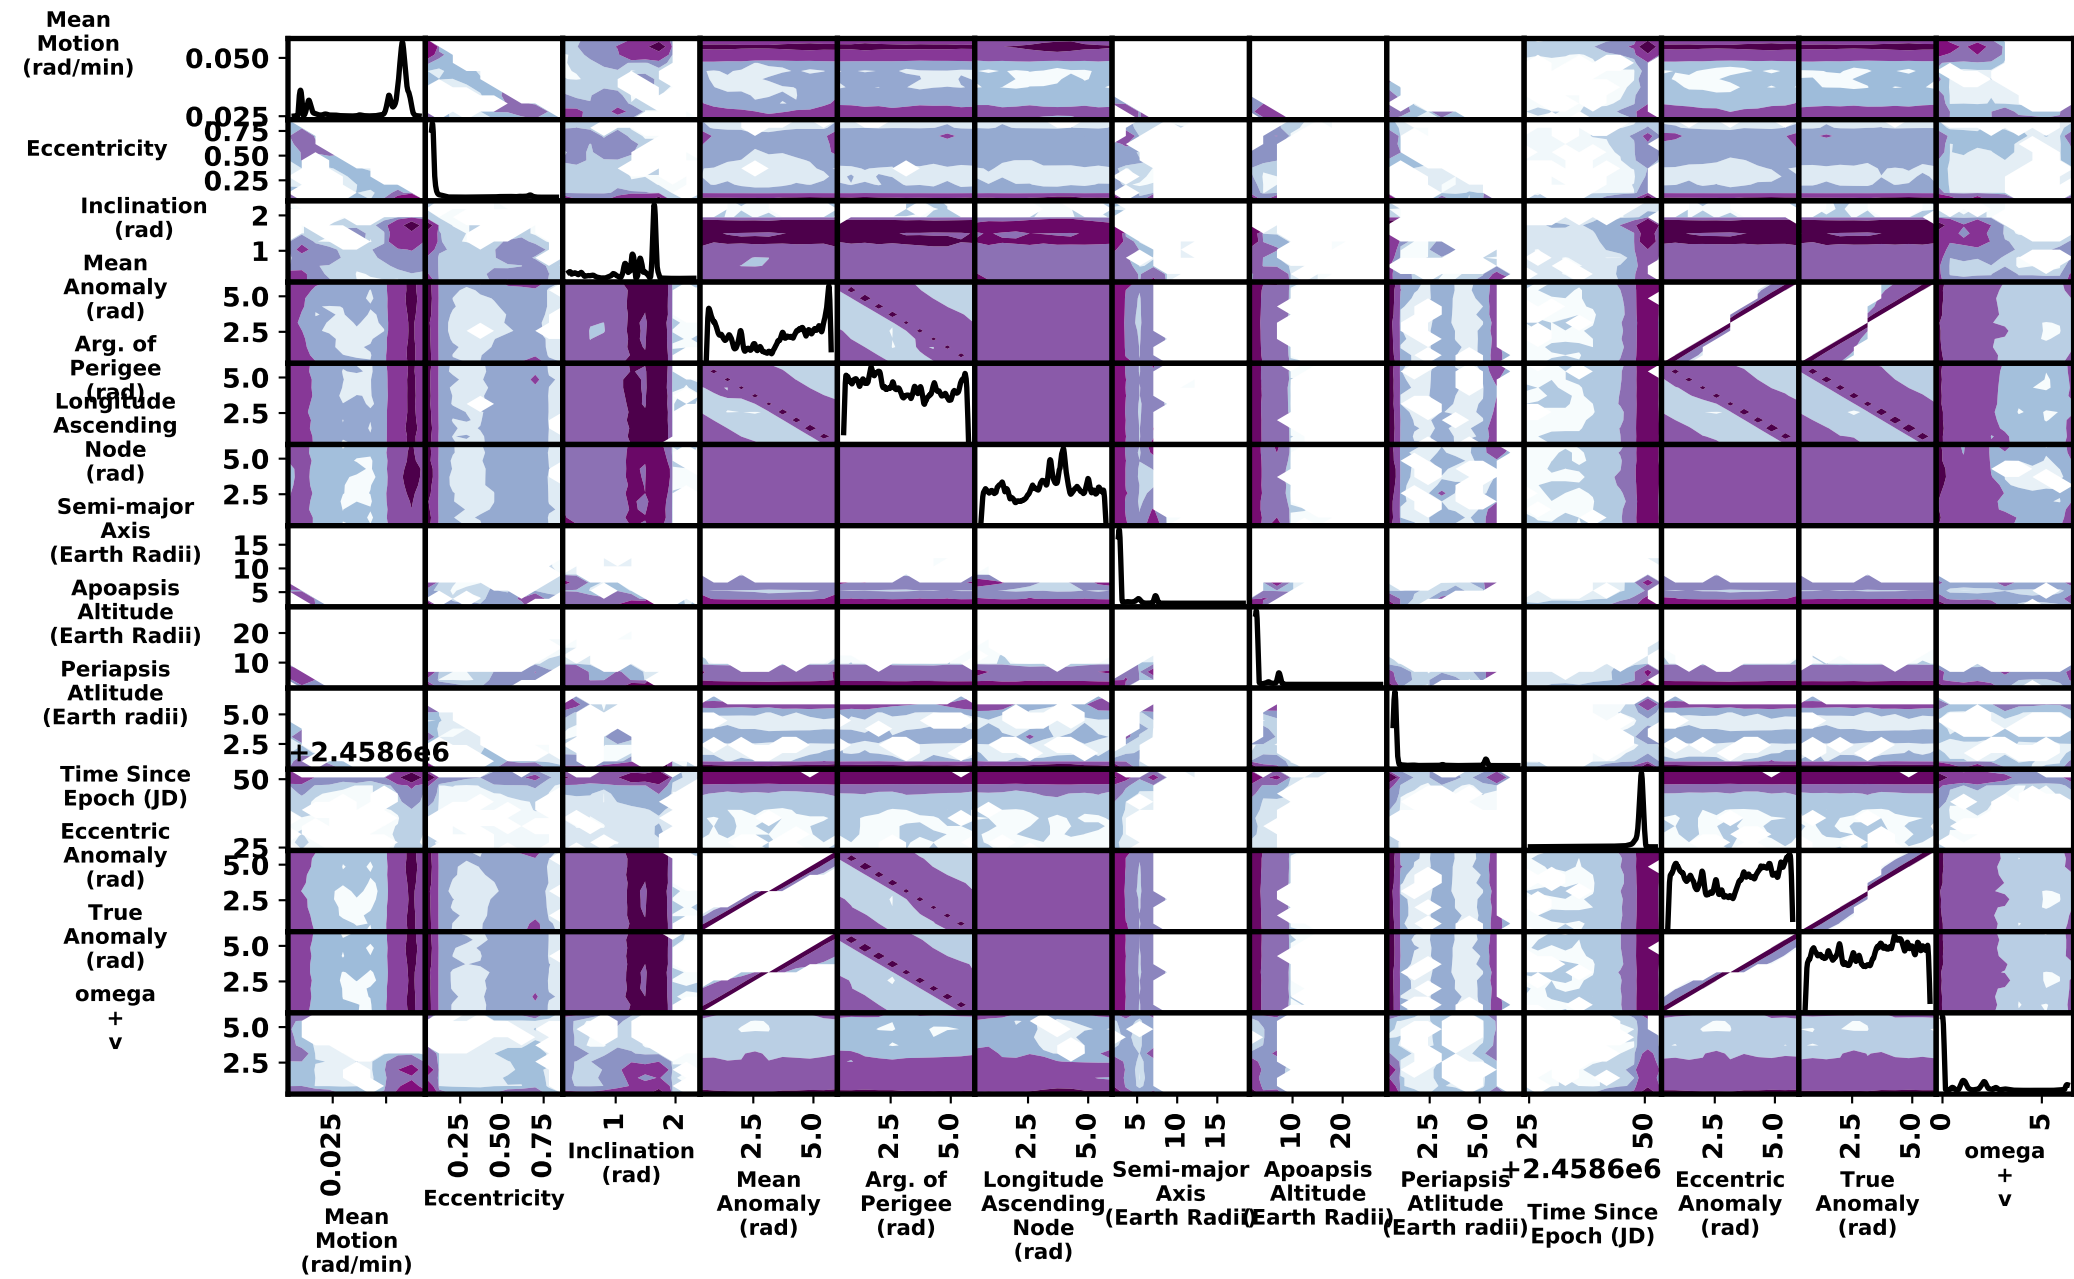 Mean
Motion
(rad/min)
0.050
0.025
Eccentricity
0.75
0.50
0.25
Inclination
(rad)
2
1
Mean
Anomaly
(rad)
5.0
2.5
Arg. of
Perigee
(rad)
5.0
2.5
Longitude
Ascending
Node
(rad)
5.0
2.5
Semi-major
Axis
(Earth Radii)
15
10
5
Apoapsis
Altitude
(Earth Radii)
20
10
Periapsis
Atlitude
(Earth radii)
5.0
2.5
+2.4586e6
Time Since
Epoch (JD)
50
25
Eccentric
Anomaly
(rad)
5.0
2.5
True
Anomaly
(rad)
5.0
2.5
omega
+
v
5.0
2.5
0.025
Mean
Motion
(rad/min)
0.25 0.50 0.75
Eccentricity
1 2
Inclination
(rad)
2.5 5.0
Mean
Anomaly
(rad)
2.5 5.0
Arg. of
Perigee
(rad)
2.5 5.0
Longitude
Ascending
Node
(rad)
5 10 15
Semi-major
Axis
(Earth Radii)
10 20
Apoapsis
Altitude
(Earth Radii)
2.5 5.0
Periapsis
Atlitude
(Earth radii)
25 50
+2.4586e6
Time Since
Epoch (JD)
2.5 5.0
Eccentric
Anomaly
(rad)
2.5 5.0
True
Anomaly
(rad)
0 5
omega
+
v